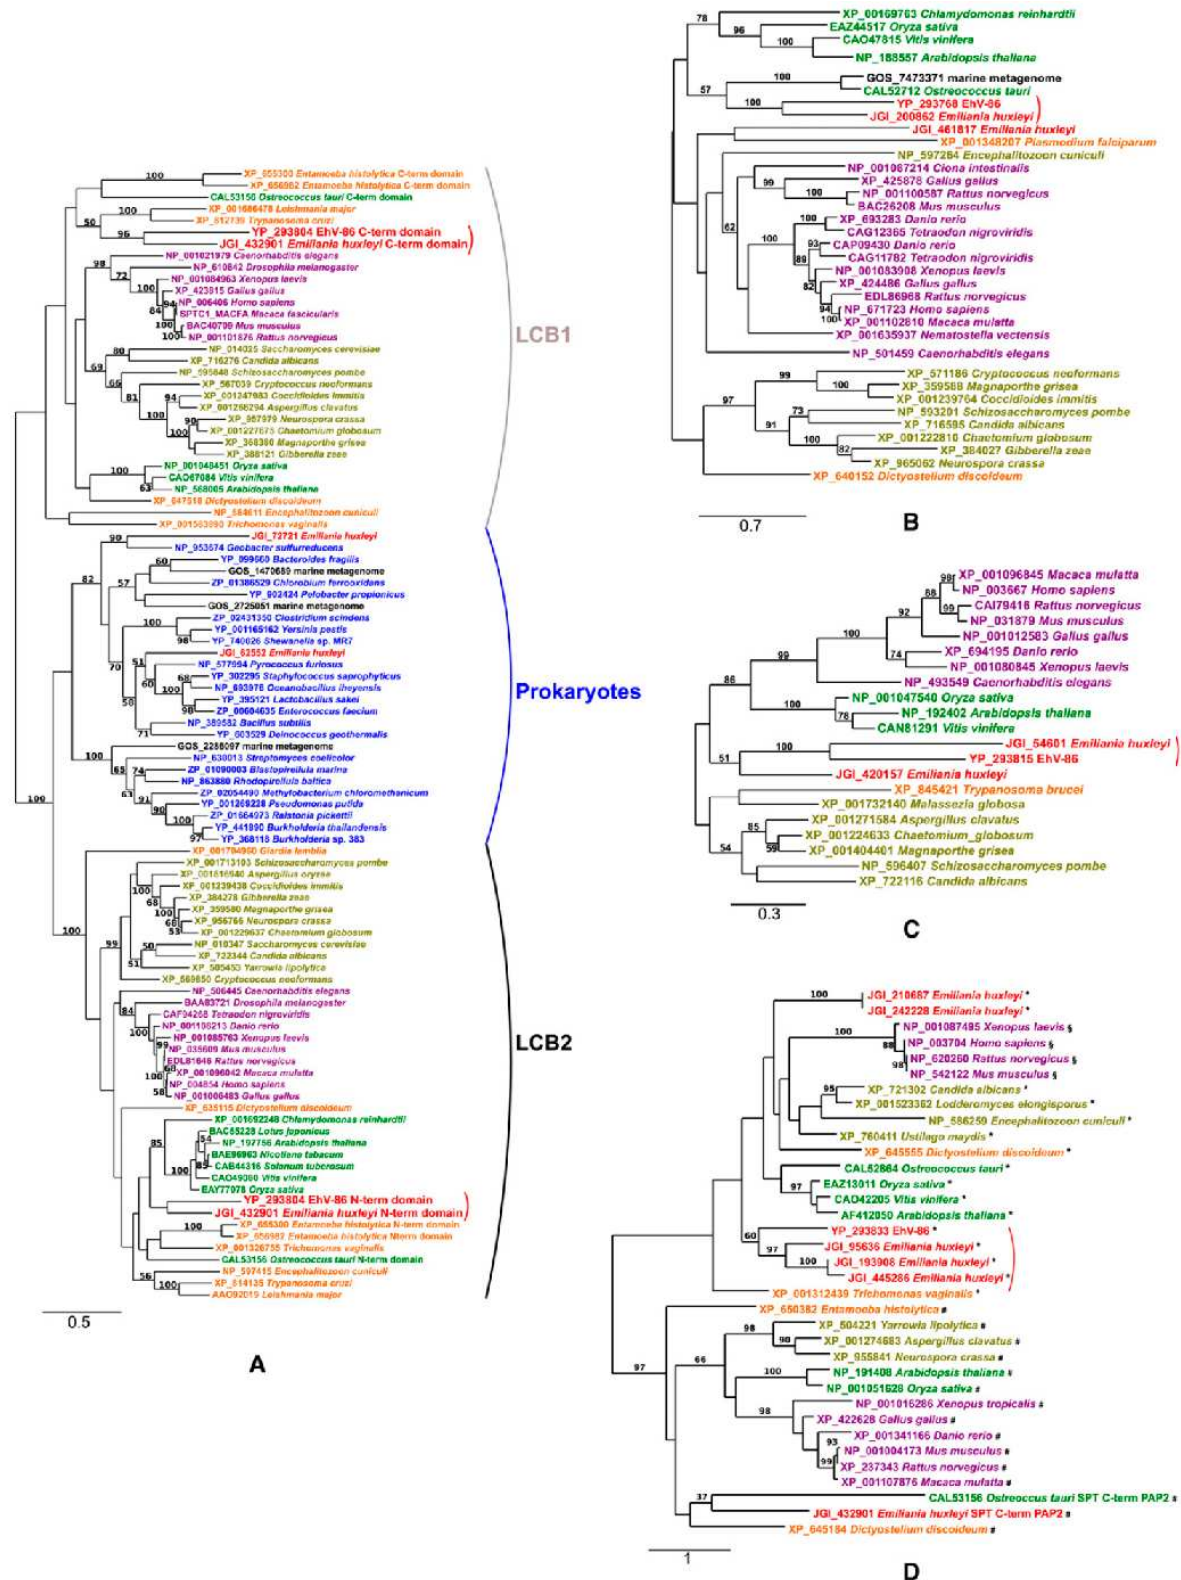 XP_655300 Entamoeba histolytica C-term domain
XP_656982 Entamoeba histolytica C-term domain
CAL53156 Ostreococcus tauri C-term domain
XP_001686478 Leishmania major
XP_812739 Trypanosoma cruzi
YP_293804 EhV-86 C-term domain
JGI_432901 Emiliania huxleyi C-term domain
NP_001021979 Caenorhabditis elegans
NP_610842 Drosophila melanogaster
NP_001084963 Xenopus laevis
XP_423815 Gallus gallus
NP_006406 Homo sapiens
SPTC1_MACFA Macaca fascicularis
BAC40709 Mus musculus
NP_001101876 Rattus norvegicus
NP_014025 Saccharomyces cerevisiae
XP_716276 Candida albicans
NP_595648 Schizosaccharomyces pombe
XP_567039 Cryptococcus neoformans
XP_001247983 Coccidioides immitis
XP_001268294 Aspergillus clavatus
XP_957979 Neurospora crassa
XP_001227675 Chaetomium globosum
XP_368380 Magnaporthe grisea
XP_388121 Gibberella zeae
NP_001048451 Oryza sativa
CAO67084 Vitis vinifera
NP_568005 Arabidopsis thaliana
XP_647518 Dictyostelium discoideum
NP_584611 Encephalitozoon cuniculi
XP_001583990 Trichomonas vaginalis
LCB1
JGI_72721 Emiliania huxleyi
NP_953674 Geobacter sulfurreducens
YP_099660 Bacteroides fragilis
GOS_1470689 marine metagenome
ZP_01386529 Chlorobium ferrooxidans
YP_902424 Pelobacter propionicus
GOS_2725051 marine metagenome
ZP_02431350 Clostridium scindens
YP_001165162 Yersinis pestis
YP_740026 Shewanella sp. MR7
JGI_62552 Emiliania huxleyi
NP_577994 Pyrococcus furiosus
YP_302295 Staphylococcus saprophyticus
NP_693976 Oceanobacillus iheyensis
YP_395121 Lactobacillus sakei
ZP_00604635 Enterococcus faecium
NP_389582 Bacillus subtilis
YP_603529 Deinococcus geothermalis
GOS_2286097 marine metagenome
NP_630013 Streptomyces coelicolor
ZP_01090003 Blastopirellula marina
NP_863880 Rhodopirellula baltica
ZP_02054490 Methylobacterium chloromethanicum
YP_001269228 Pseudomonas putida
ZP_01664973 Ralstonia pickettii
YP_441890 Burkholderia thailandensis
YP_368118 Burkholderia sp. 383
Prokaryotes
XP_001704960 Giardia lamblia
XP_001713103 Schizosaccharomyces pombe
XP_001816940 Aspergillus oryzae
XP_001239438 Coccidioides immitis
XP_384278 Gibberella zeae
XP_359580 Magnaporthe grisea
XP_956766 Neurospora crassa
XP_001229637 Chaetomium globosum
NP_010347 Saccharomyces cerevisiae
XP_722344 Candida albicans
XP_505453 Yarrowia lipolytica
XP_569850 Cryptococcus neoformans
NP_506445 Caenorhabditis elegans
BAA83721 Drosophila melanogaster
CAF94268 Tetraodon nigroviridis
NP_001108213 Danio rerio
NP_001085763 Xenopus laevis
NP_035609 Mus musculus
EDL81646 Rattus norvegicus
XP_001096042 Macaca mulatta
NP_004854 Homo sapiens
NP_001006483 Gallus gallus
XP_635115 Dictyostelium discoideum
XP_001692248 Chlamydomonas reinhardtii
BAC65228 Lotus japonicus
NP_197756 Arabidopsis thaliana
BAE96963 Nicotiana tabacum
CAB44316 Solanum tuberosum
CAO49060 Vitis vinifera
EAY77078 Oryza sativa
YP_293804 EhV-86 N-term domain
JGI_432901 Emiliania huxleyi N-term domain
XP_655300 Entamoeba histolytica N-term domain
XP_656982 Entamoeba histolytica Nterm domain
XP_001326755 Trichomonas vaginalis
CAL53156 Ostreococcus tauri N-term domain
NP_597415 Encephalitozoon cuniculi
XP_814125 Trypanosoma cruzi
AAO92019 Leishmania major
LCB2
0.5
A
XP_00169763 Chlamydomonas reinhardtii
EAZ44517 Oryza sativa
CAO47815 Vitis vinifera
NP_188557 Arabidopsis thaliana
GOS_7473371 marine metagenome
CAL52712 Ostreococcus tauri
YP_293768 EhV-86
JGI_200862 Emiliania huxleyi
JGI_461817 Emiliania huxleyi
XP_001348207 Plasmodium falciparum
NP_597264 Encephalitozoon cuniculi
NP_001087214 Ciona intestinalis
XP_425878 Gallus gallus
NP_001100587 Rattus norvegicus
BAC26208 Mus musculus
XP_693283 Danio rerio
CAG12365 Tetraodon nigroviridis
CAP09430 Danio rerio
CAG11782 Tetraodon nigroviridis
NP_001083908 Xenopus laevis
XP_424486 Gallus gallus
EDL86968 Rattus norvegicus
NP_671723 Homo sapiens
XP_001102810 Macaca mulatta
XP_001635937 Nematostella vectensis
NP_501459 Caenorhabditis elegans
XP_571186 Cryptococcus neoformans
XP_359588 Magnaporthe grisea
XP_001239764 Coccidioides immitis
NP_593201 Schizosaccharomyces pombe
XP_716595 Candida albicans
XP_001222810 Chaetomium globosum
XP_384027 Gibberella zeae
XP_965062 Neurospora crassa
XP_640152 Dictyostelium discoideum
0.7
B
XP_001096845 Macaca mulatta
NP_003667 Homo sapiens
CAI79416 Rattus norvegicus
NP_031879 Mus musculus
NP_001012583 Gallus gallus
XP_694195 Danio rerio
NP_001080845 Xenopus laevis
NP_493549 Caenorhabditis elegans
NP_001047540 Oryza sativa
NP_192402 Arabidopsis thaliana
CAN81291 Vitis vinifera
JGI_54601 Emiliania huxleyi
YP_293815 EhV-86
JGI_420157 Emiliania huxleyi
XP_845421 Trypanosoma brucei
XP_001732140 Malassezia globosa
XP_001271584 Aspergillus clavatus
XP_001224633 Chaetomium_globosum
XP_001404401 Magnaporthe grisea
NP_596407 Schizosaccharomyces pombe
XP_722116 Candida albicans
0.3
C
JGI_210687 Emiliania huxleyi *
JGI_242228 Emiliania huxleyi *
NP_001087495 Xenopus laevis §
NP_003704 Homo sapiens §
NP_620260 Rattus norvegicus §
NP_542122 Mus musculus §
XP_721302 Candida albicans *
XP_001523362 Lodderomyces elongisporus *
NP_586259 Encephalitozoon cuniculi *
XP_760411 Ustilago maydis *
XP_645555 Dictyostelium discoideum *
CAL52864 Ostreococcus tauri *
EAZ13011 Oryza sativa *
CAO42205 Vitis vinifera *
AF412050 Arabidopsis thaliana *
YP_293833 EhV-86 *
JGI_95636 Emiliania huxleyi *
JGI_193908 Emiliania huxleyi *
JGI_445286 Emiliania huxleyi *
XP_001312439 Trichomonas vaginalis *
XP_650382 Entamoeba histolytica #
XP_504221 Yarrowia lipolytica #
XP_001274683 Aspergillus clavatus #
XP_955841 Neurospora crassa #
NP_191408 Arabidopsis thaliana #
NP_001051628 Oryza sativa #
NP_001016286 Xenopus tropicalis #
XP_422628 Gallus gallus #
XP_001341166 Danio rerio #
NP_001004173 Mus musculus #
XP_237343 Rattus norvegicus #
XP_001107876 Macaca mulatta #
CAL53156 Ostreoccus tauri SPT C-term PAP2 #
JGI_432901 Emiliania huxleyi SPT C-term PAP2 #
XP_645184 Dictyostelium discoideum #
1
D